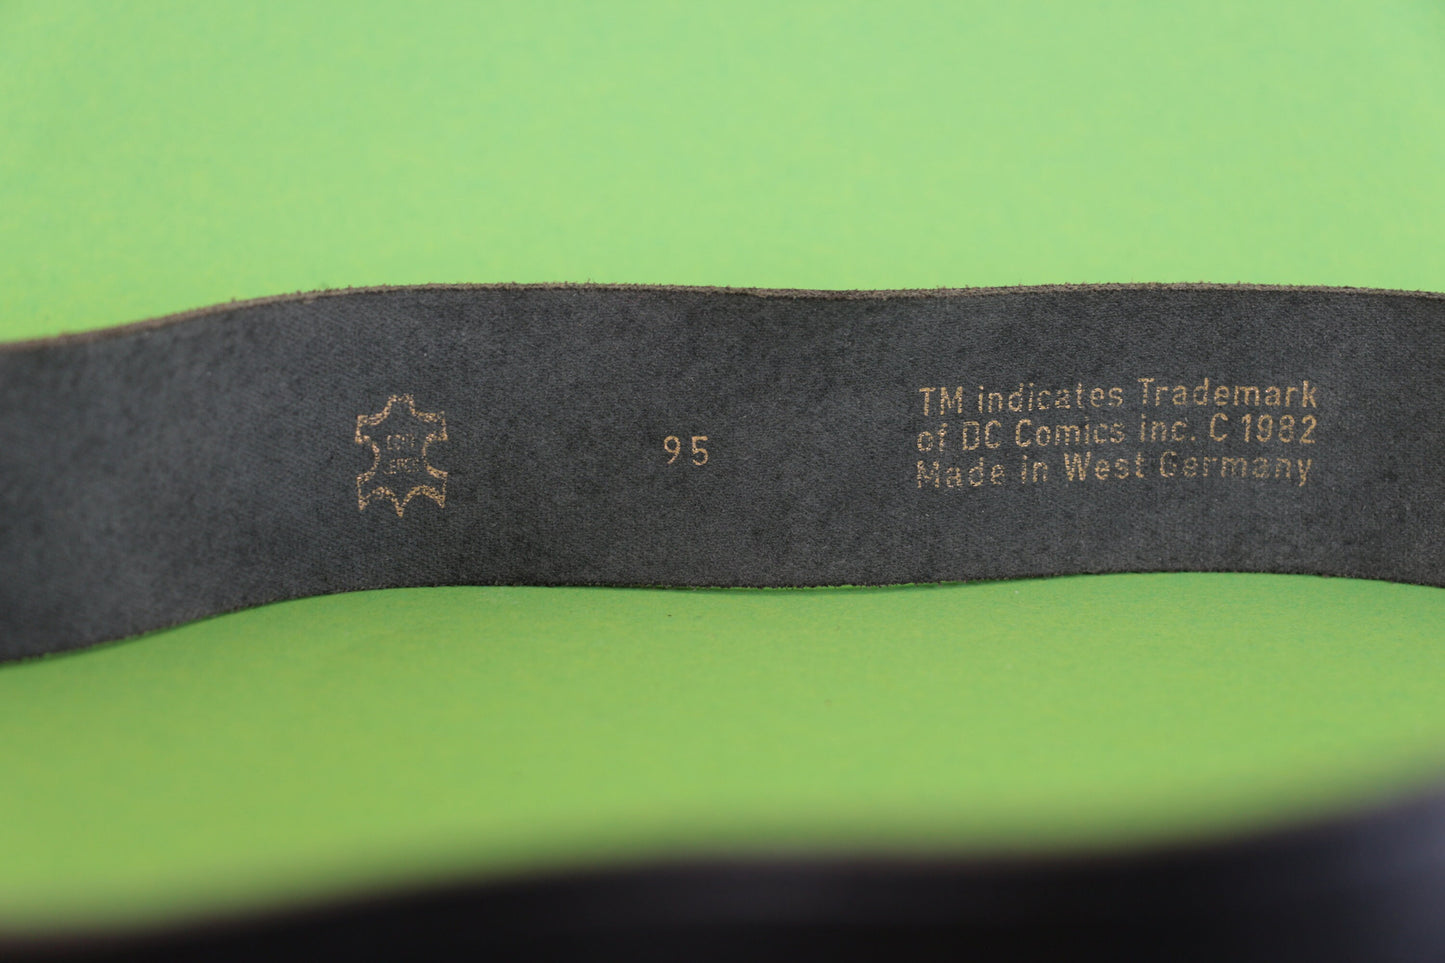 95
TM indicates Trademark
of DC Comics inc. C 1982
Made in West Germany